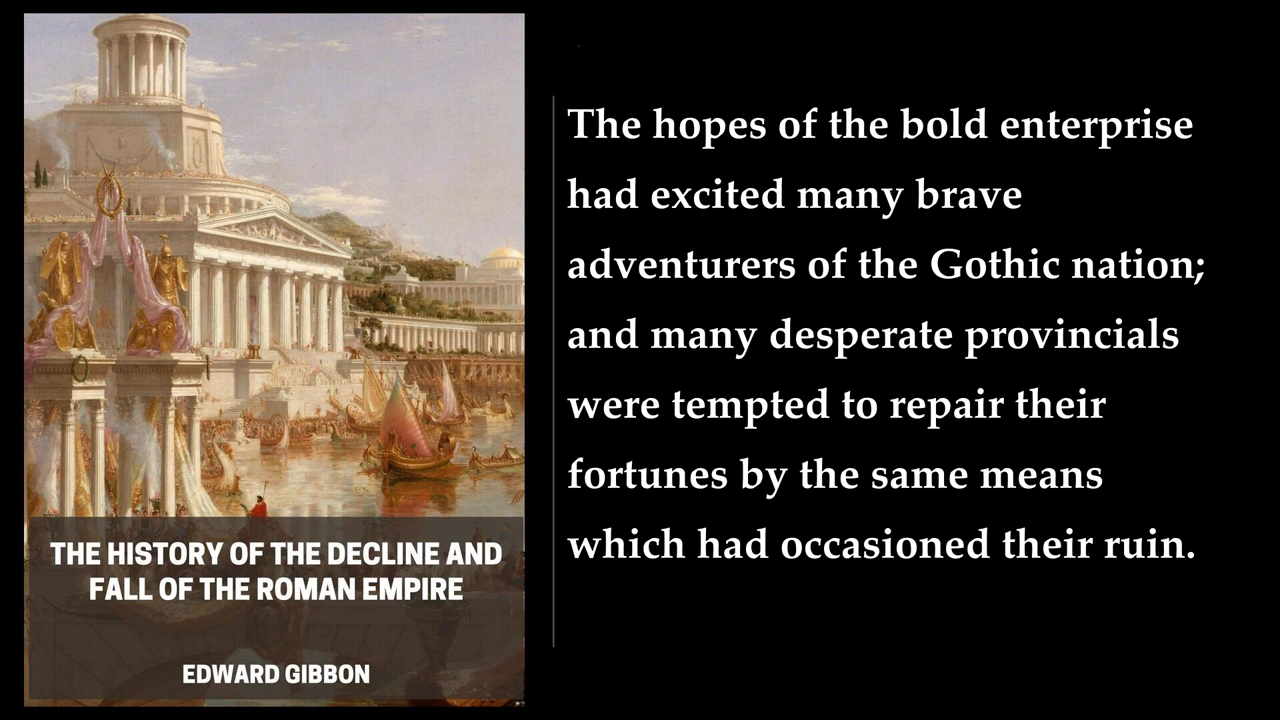 THE HISTORY OF THE DECLINE AND
FALL OF THE ROMAN EMPIRE
EDWARD GIBBON
The hopes of the bold enterprise
had excited many brave
adventurers of the Gothic nation;
and many desperate provincials
were tempted to repair their
fortunes by the same means
which had occasioned their ruin.